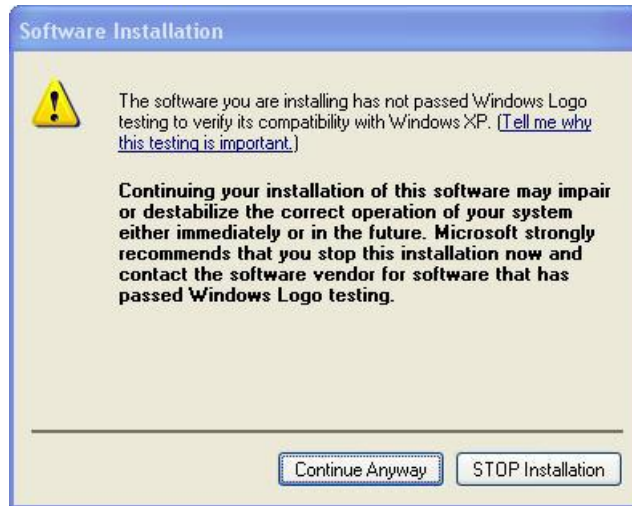 Software Installation
The software you are installing has not passed Windows Logo
testing to verify its compatibility with Windows XP. (Tell me why
this testing is important.)
Continuing your installation of this software may impair
or destabilize the correct operation of your system
either immediately or in the future. Microsoft strongly
recommends that you stop this installation now and
contact the software vendor for software that has
passed Windows Logo testing.
Continue Anyway STOP Installation